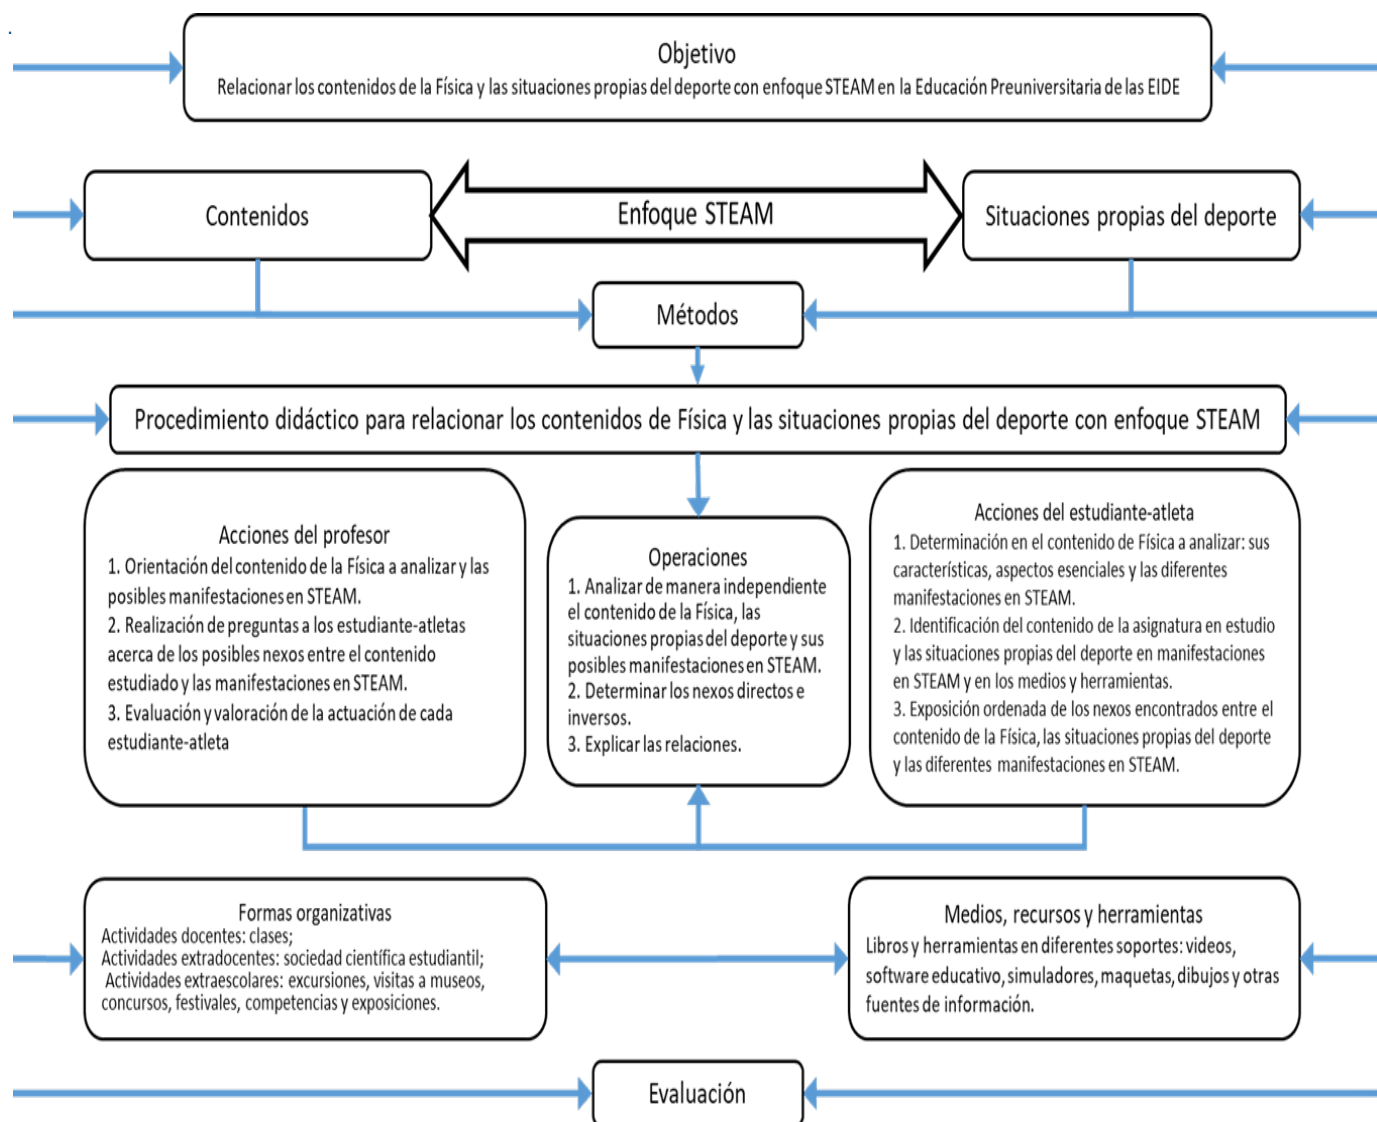 Objetivo
Relacionar los contenidos de la Física y las situaciones propias del deporte con enfoque STEAM en la Educación Preuniversitaria de las EIDE
Contenidos
Enfoque STEAM
Situaciones propias del deporte
Métodos
Procedimiento didáctico para relacionar los contenidos de Física y las situaciones propias del deporte con enfoque STEAM
Acciones del profesor
1. Orientación del contenido de la Física a analizar y las
posibles manifestaciones en STEAM.
2. Realización de preguntas a los estudiante-atletas
acerca de los posibles nexos entre el contenido
estudiado y las manifestaciones en STEAM.
3. Evaluación y valoración de la actuación de cada
estudiante-atleta
Operaciones
1. Analizar de manera independiente
el contenido de la Física, las
situaciones propias del deporte y sus
posibles manifestaciones en STEAM.
2. Determinar los nexos directos e
inversos.
3. Explicar las relaciones.
Acciones del estudiante-atleta
1. Determinación en el contenido de Física a analizar: sus
características, aspectos esenciales y las diferentes
manifestaciones en STEAM.
2. Identificación del contenido de la asignatura en estudio
y las situaciones propias del deporte en manifestaciones
en STEAM y en los medios y herramientas.
3. Exposición ordenada de los nexos encontrados entre el
contenido de la Física, las situaciones propias del deporte
y las diferentes manifestaciones en STEAM.
Formas organizativas
Actividades docentes: clases;
Actividades extradocentes: sociedad científica estudiantil;
Actividades extraescolares: excursiones, visitas a museos,
concursos, festivales, competencias y exposiciones.
Medios, recursos y herramientas
Libros y herramientas en diferentes soportes: videos,
software educativo, simuladores, maquetas, dibujos y otras
fuentes de información.
Evaluación